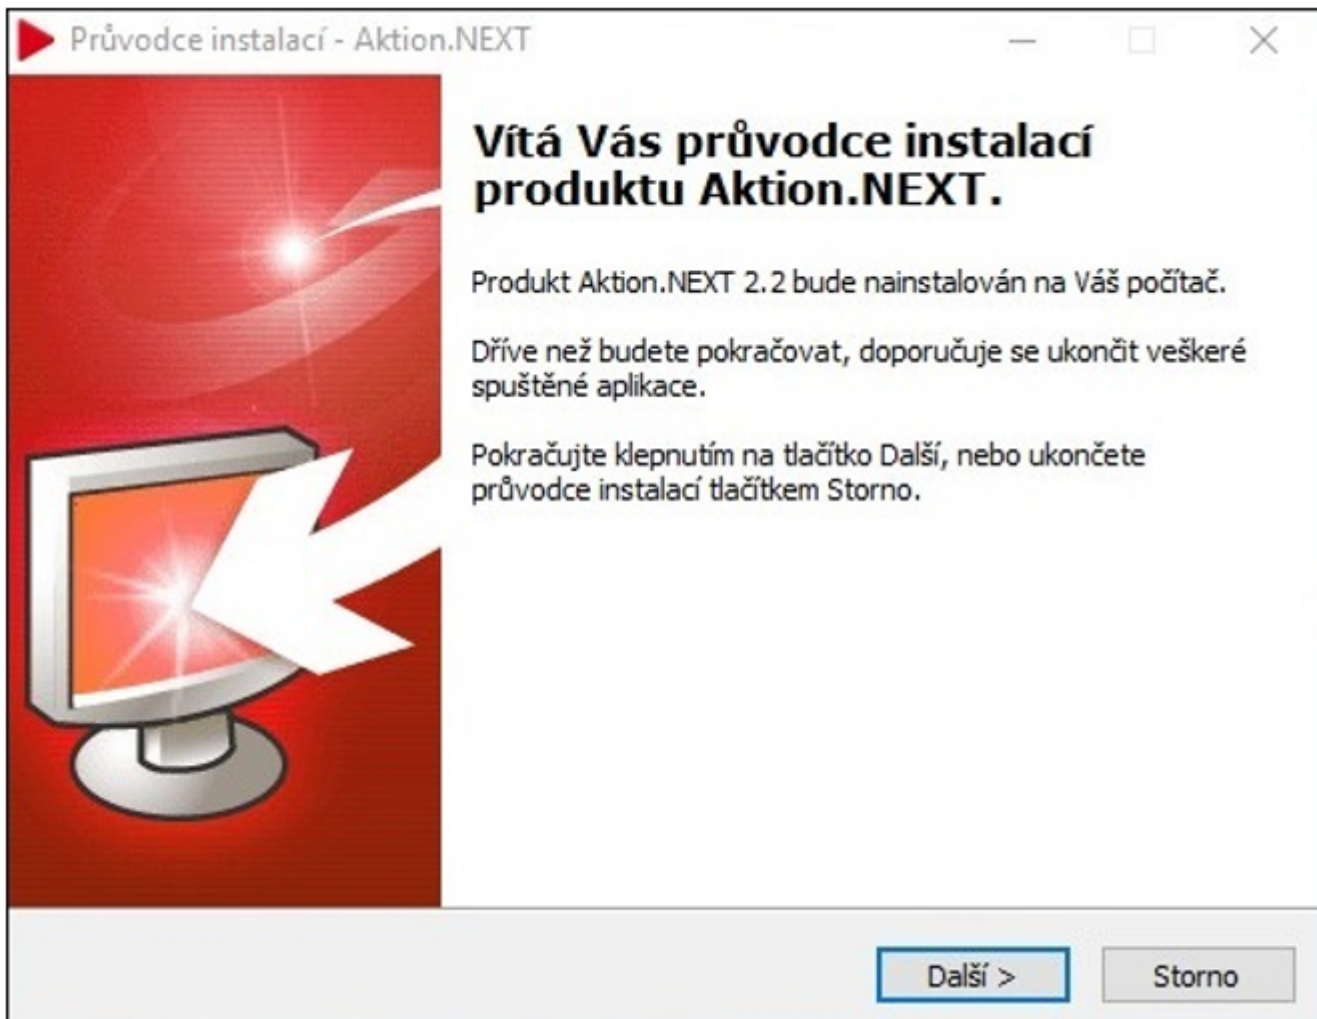 Průvodce instalací - Aktion.NEXT
Vítá Vás průvodce instalací
produktu Aktion.NEXT.
Produkt Aktion.NEXT 2.2 bude nainstalován na Váš počítač.
Dříve než budete pokračovat, doporučuje se ukončit veškeré
spuštěné aplikace.
Pokračujte klepnutím na tlačítko Další, nebo ukončete
průvodce instalací tlačítkem Storno.
Další >
Storno